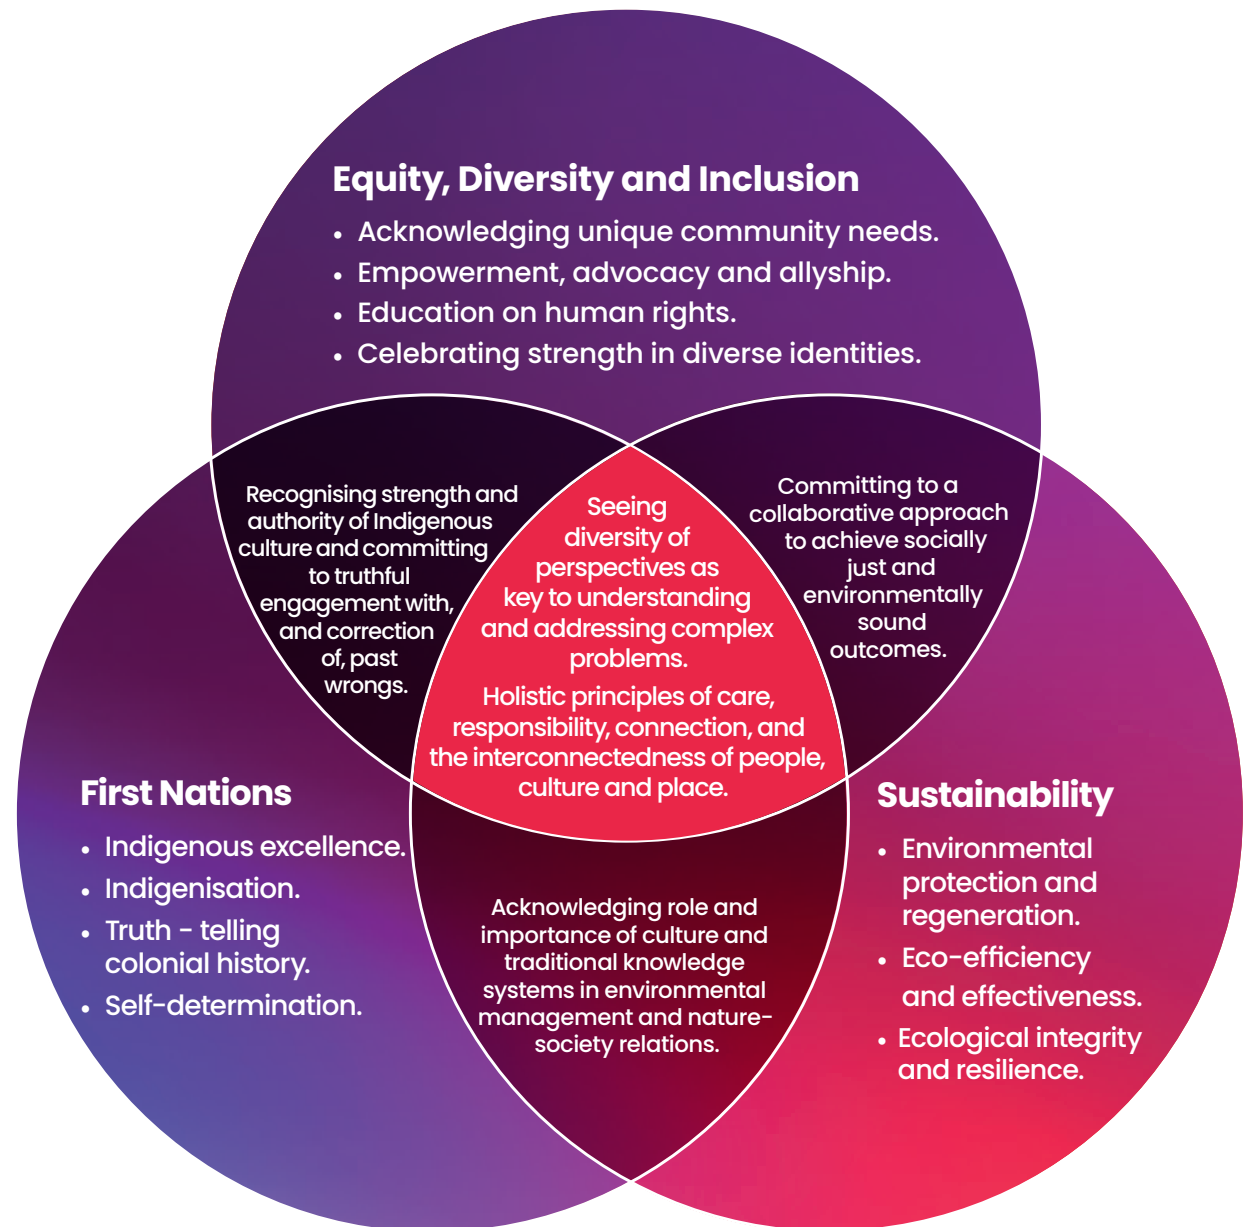 Equity, Diversity and Inclusion
• Acknowledging unique community needs.
• Empowerment, advocacy and allyship.
• Education on human rights.
• Celebrating strength in diverse identities.
Recognising strength and
authority of Indigenous
culture and committing
to truthful
engagement with,
and correction
of, past
wrongs.
Seeing
diversity of
perspectives as
key to understanding
and addressing complex
problems.
Holistic principles of care,
responsibility, connection, and
the interconnectedness of people,
culture and place.
Committing to a
collaborative approach
to achieve socially
just and
environmentally
sound
outcomes.
First Nations
• Indigenous excellence.
• Indigenisation.
• Truth - telling
colonial history.
• Self-determination.
Acknowledging role and
importance of culture and
traditional knowledge
systems in environmental
management and nature-
society relations.
Sustainability
• Environmental
protection and
regeneration.
• Eco-efficiency
and effectiveness.
• Ecological integrity
and resilience.